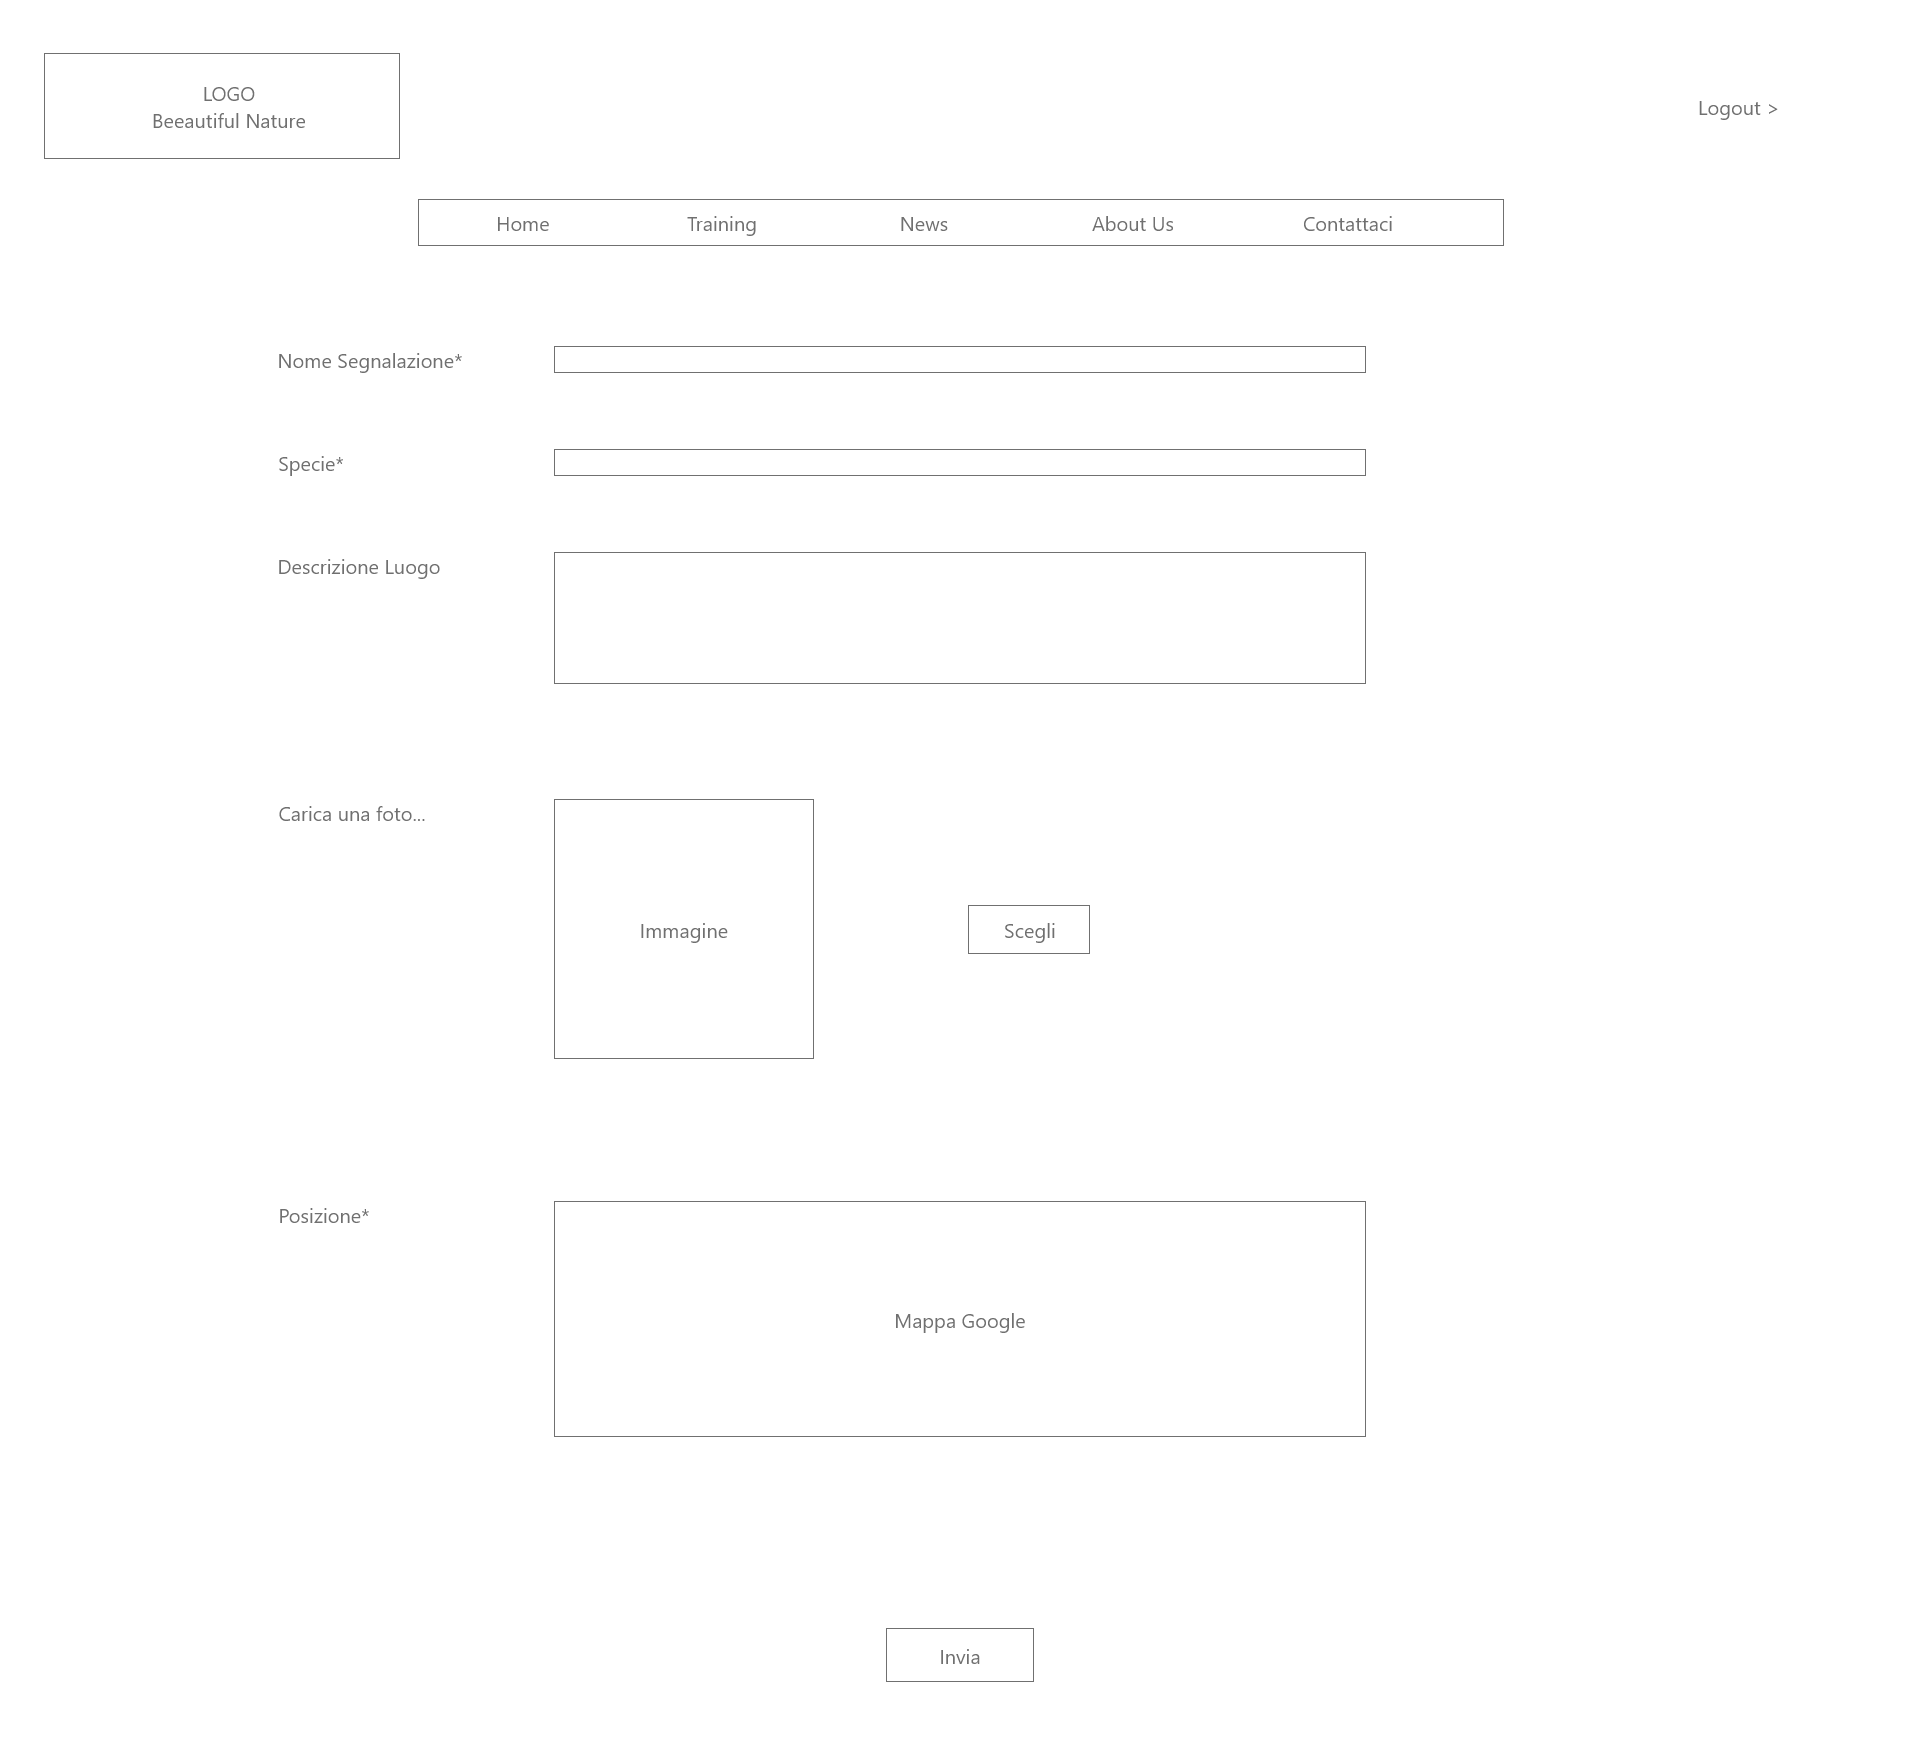 LOGO
Beeautiful Nature
Logout >
Home Training News About Us Contattaci
Nome Segnalazione*
Specie*
Descrizione Luogo
Carica una foto...
Immagine
Scegli
Posizione*
Mappa Google
Invia